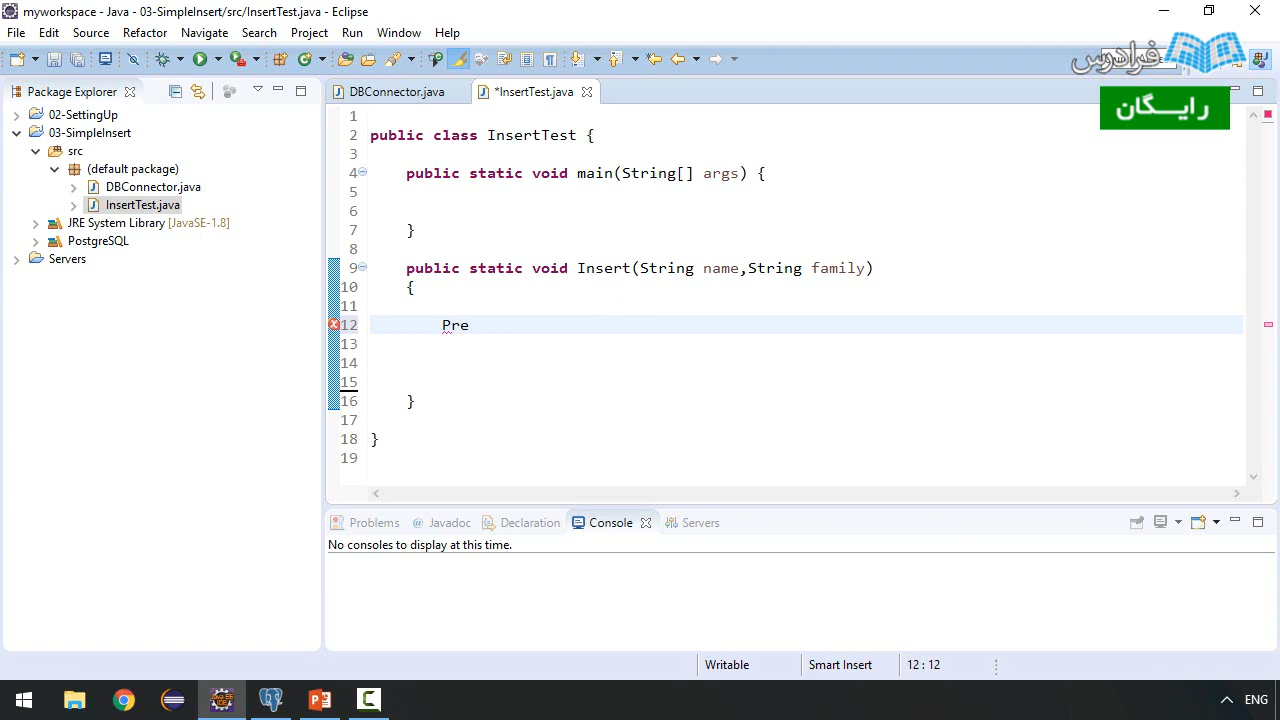 myworkspace - Java - 03-SimpleInsert/src/InsertTest.java - Eclipse
File Edit Source Refactor Navigate Search Project Run Window Help
فرادرس
رایگان
Package Explorer
DBConnector.java
*InsertTest.java
02-SettingUp
03-SimpleInsert
src
(default package)
DBConnector.java
InsertTest.java
JRE System Library [JavaSE-1.8]
PostgreSQL
Servers
1
2 public class InsertTest {
3
4 public static void main(String[] args) {
5
6
7 }
8
9 public static void Insert(String name,String family)
10 {
11
12 Pre
13
14
15
16 }
17
18 }
19
Problems @ Javadoc Declaration Console Servers
No consoles to display at this time.
Writable Smart Insert 12 : 12
ENG